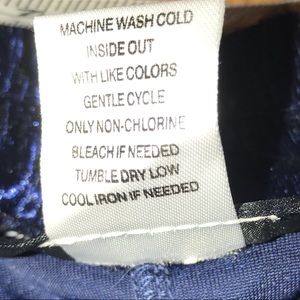 MACHINE WASH COLD
INSIDE OUT
WITH LIKE COLORS
GENTLE CYCLE
ONLY NON-CHLORINE
BLEACH IF NEEDED
TUMBLE DRY LOW
COOL IRON IF NEEDED